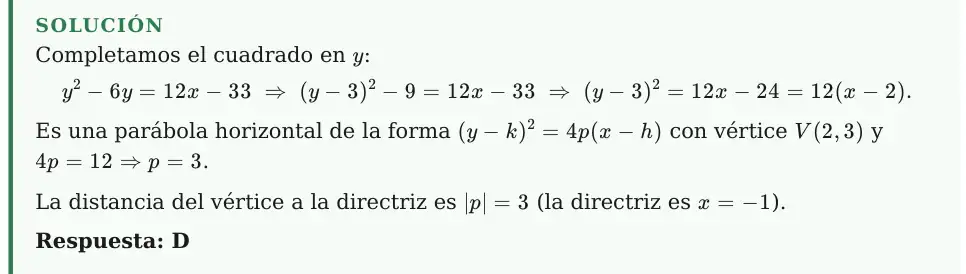 SOLUCIÓN
Completamos el cuadrado en y:
y² − 6y = 12x − 33 ⇒ (y − 3)² − 9 = 12x − 33 ⇒ (y − 3)² = 12x − 24 = 12(x − 2).
Es una parábola horizontal de la forma (y − k)² = 4p(x − h) con vértice V(2, 3) y
4p = 12 ⇒ p = 3.
La distancia del vértice a la directriz es |p| = 3 (la directriz es x = −1).
Respuesta: D